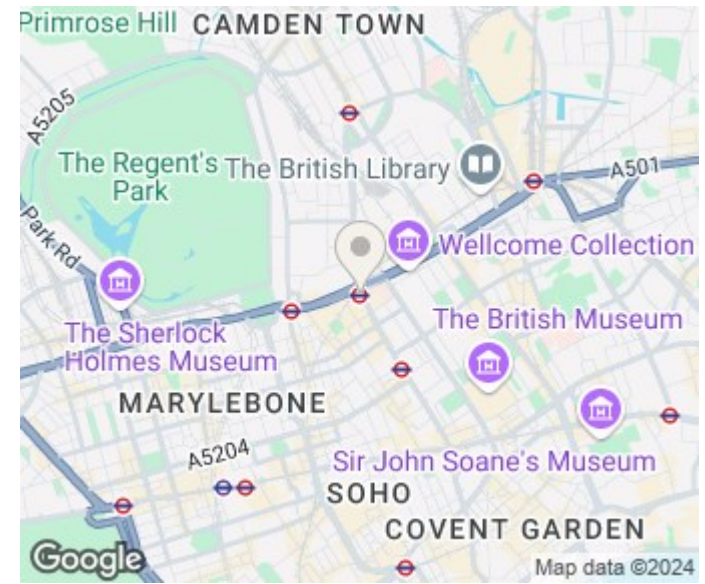 Primrose Hill
CAMDEN TOWN
A5205
The Regent's
Park
The British Library
A501
Park Rd
Wellcome Collection
The Sherlock
Holmes Museum
The British Museum
MARYLEBONE
A5204
Sir John Soane's Museum
SOHO
COVENT GARDEN
Google
Map data ©2024